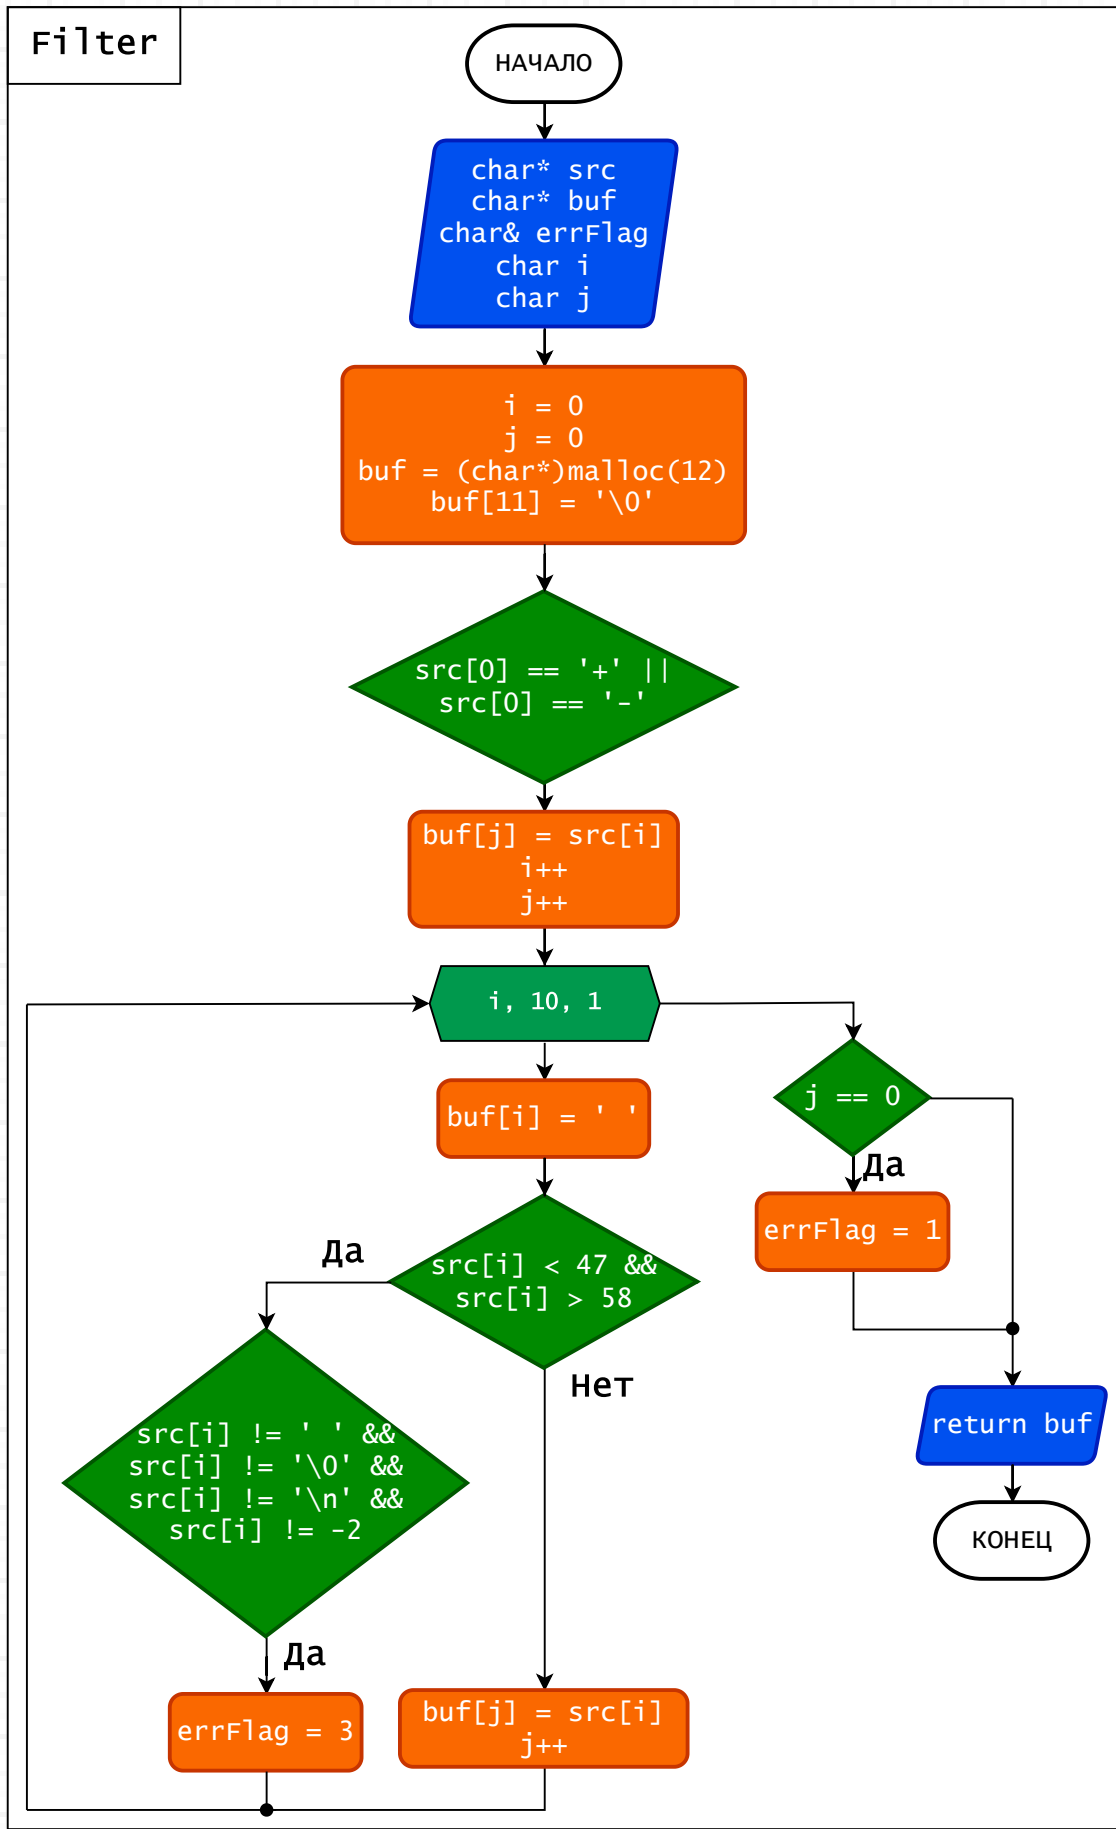 Filter
НАЧАЛО
char* src
char* buf
char& errFlag
char i
char j
i = 0
j = 0
buf = (char*)malloc(12)
buf[11] = '\0'
src[0] == '+' ||
src[0] == '-'
buf[j] = src[i]
i++
j++
i, 10, 1
buf[i] = ' '
j == 0
Да
errFlag = 1
Да
src[i] < 47 &&
src[i] > 58
Нет
src[i] != ' ' &&
src[i] != '\0' &&
src[i] != '\n' &&
src[i] != -2
return buf
КОНЕЦ
Да
errFlag = 3
buf[j] = src[i]
j++